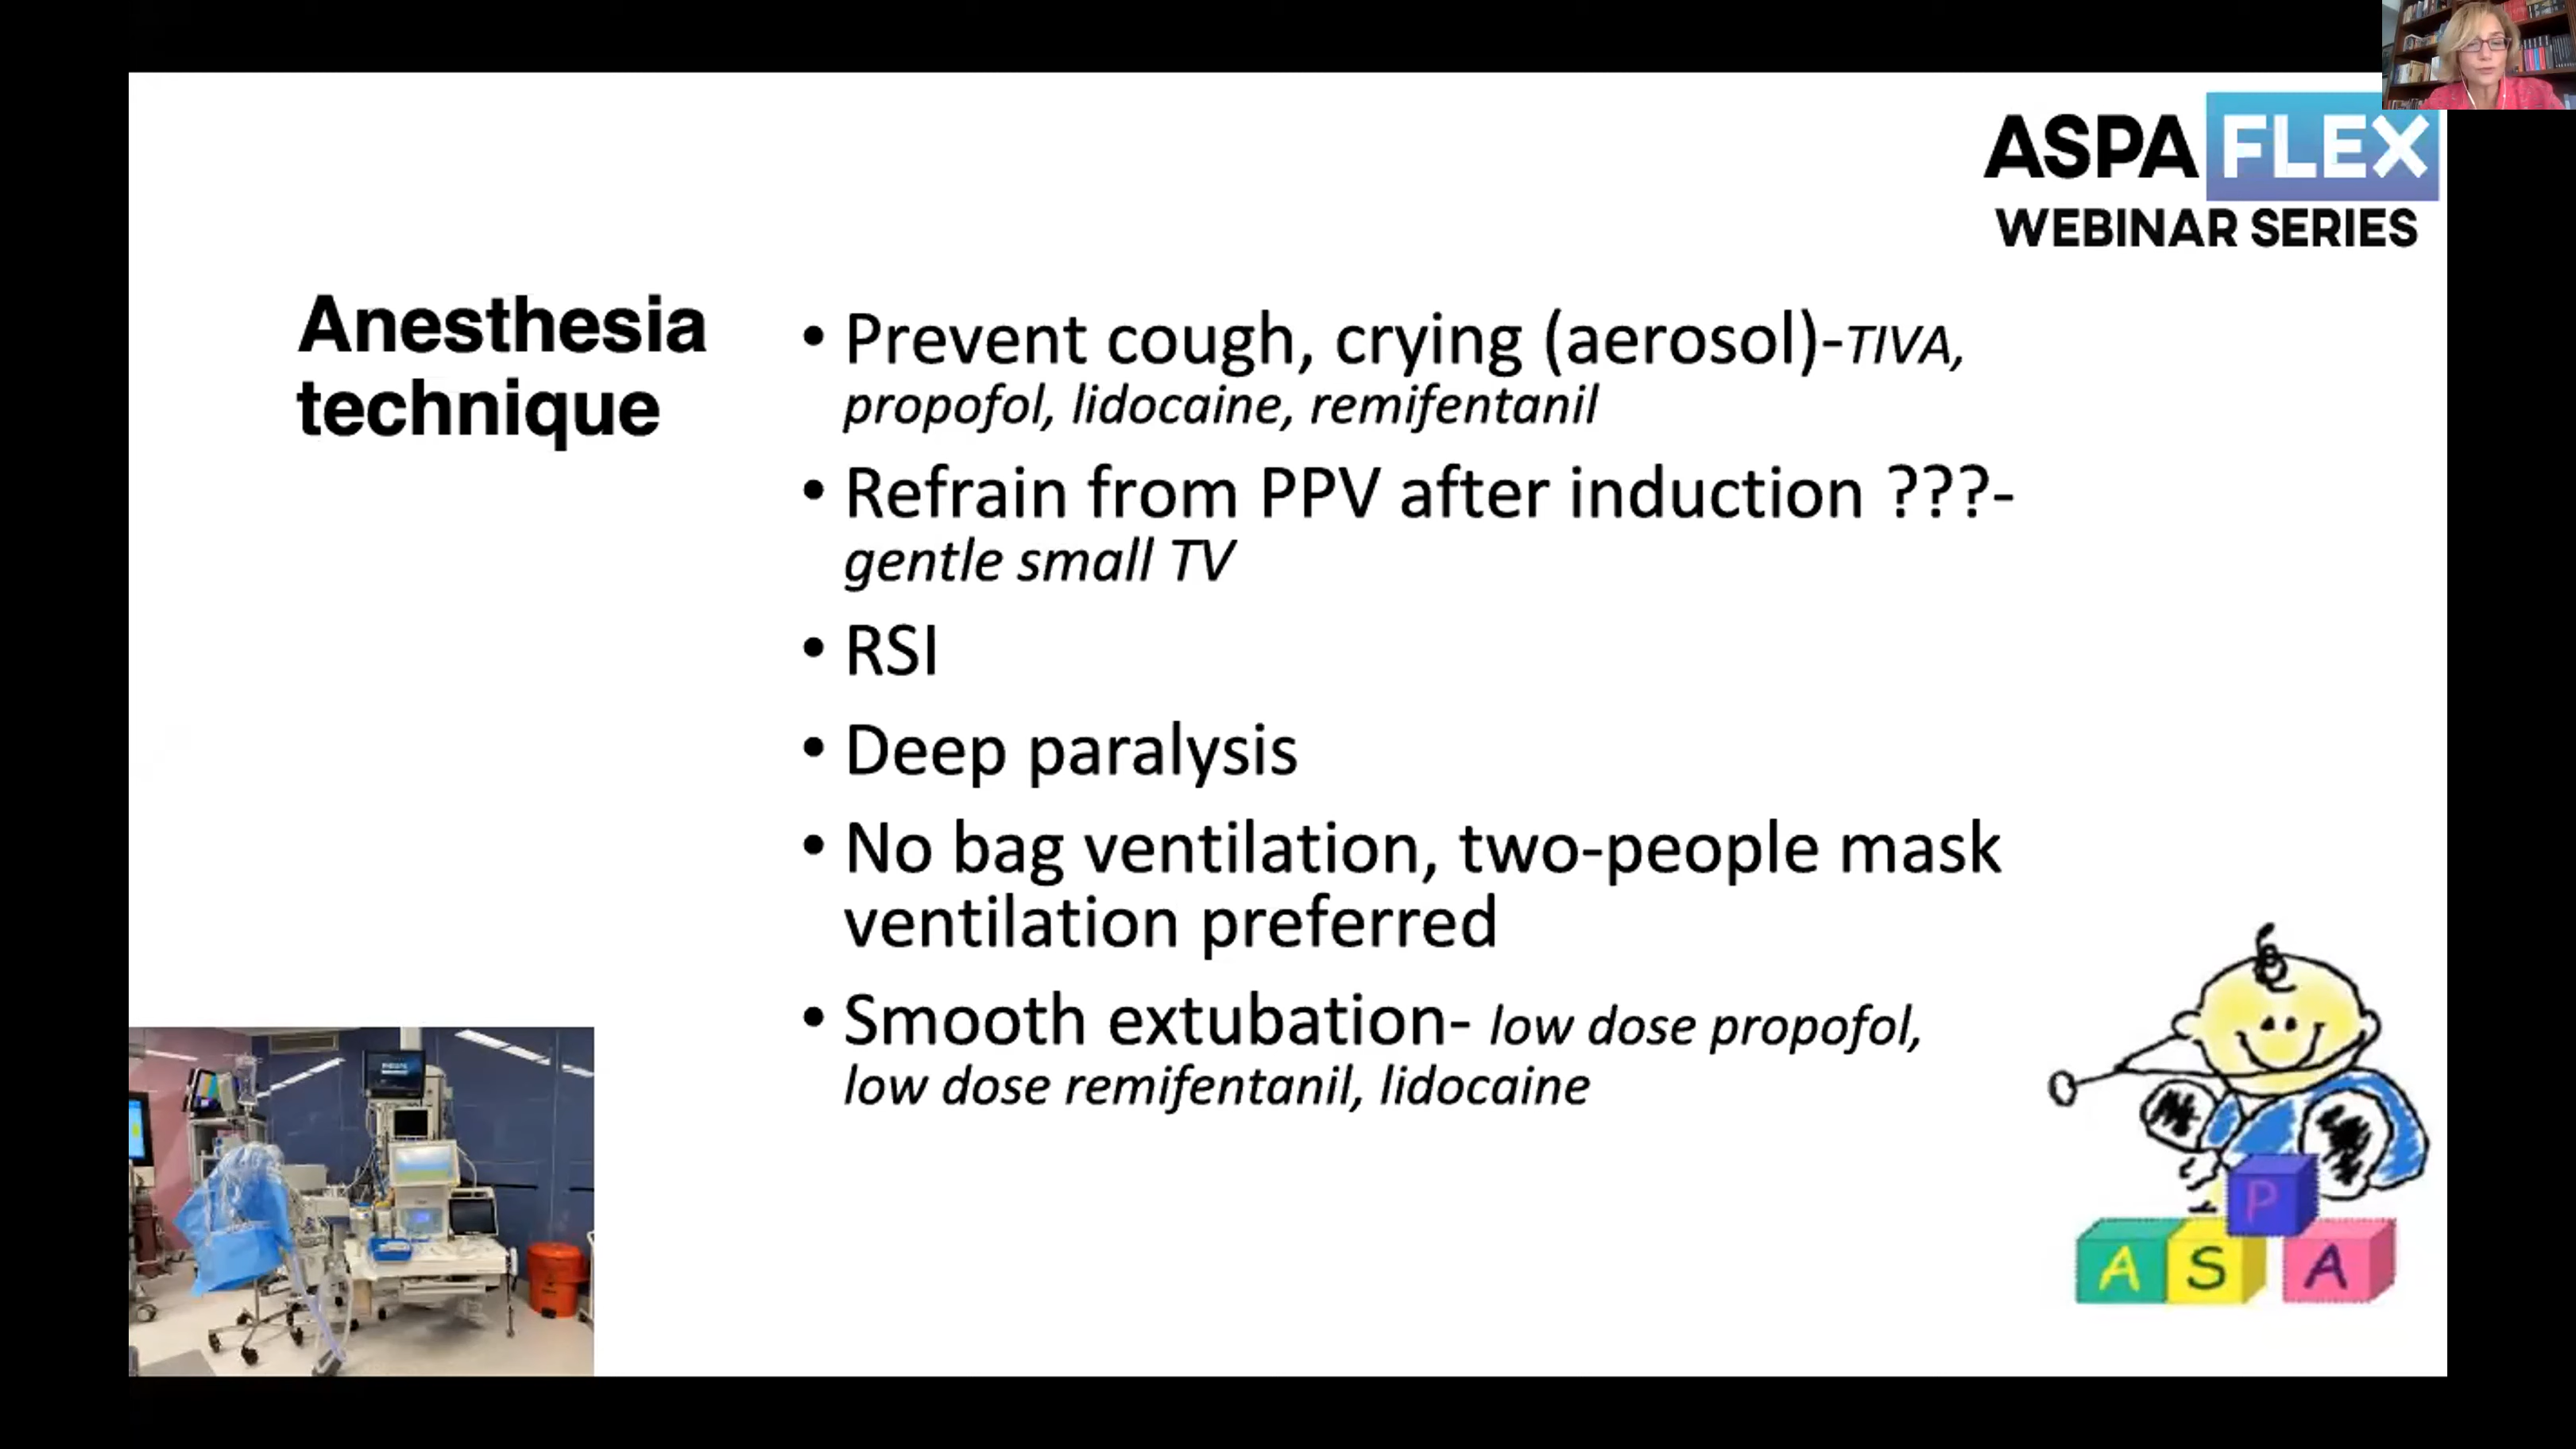 ASPA FLEX
WEBINAR SERIES
Anesthesia
technique
• Prevent cough, crying (aerosol)-TIVA,
propofol, lidocaine, remifentanil
• Refrain from PPV after induction ???-
gentle small TV
• RSI
• Deep paralysis
• No bag ventilation, two-people mask
ventilation preferred
• Smooth extubation- low dose propofol,
low dose remifentanil, lidocaine
P
A S A